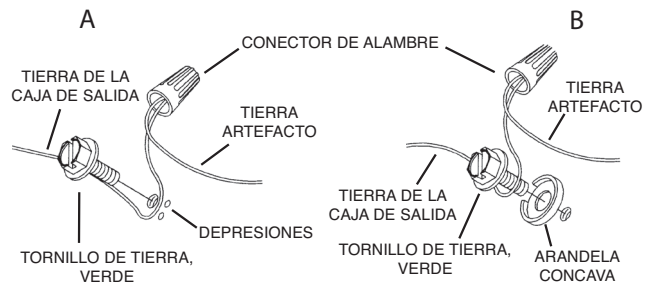 A
B
CONECTOR DE ALAMBRE
TIERRA DE LA
CAJA DE SALIDA
TIERRA
ARTEFACTO
TIERRA
ARTEFACTO
DEPRESIONES
TORNILLO DE TIERRA,
VERDE
TIERRA DE LA
CAJA DE SALIDA
TORNILLO DE TIERRA,
VERDE
ARANDELA
CONCAVA